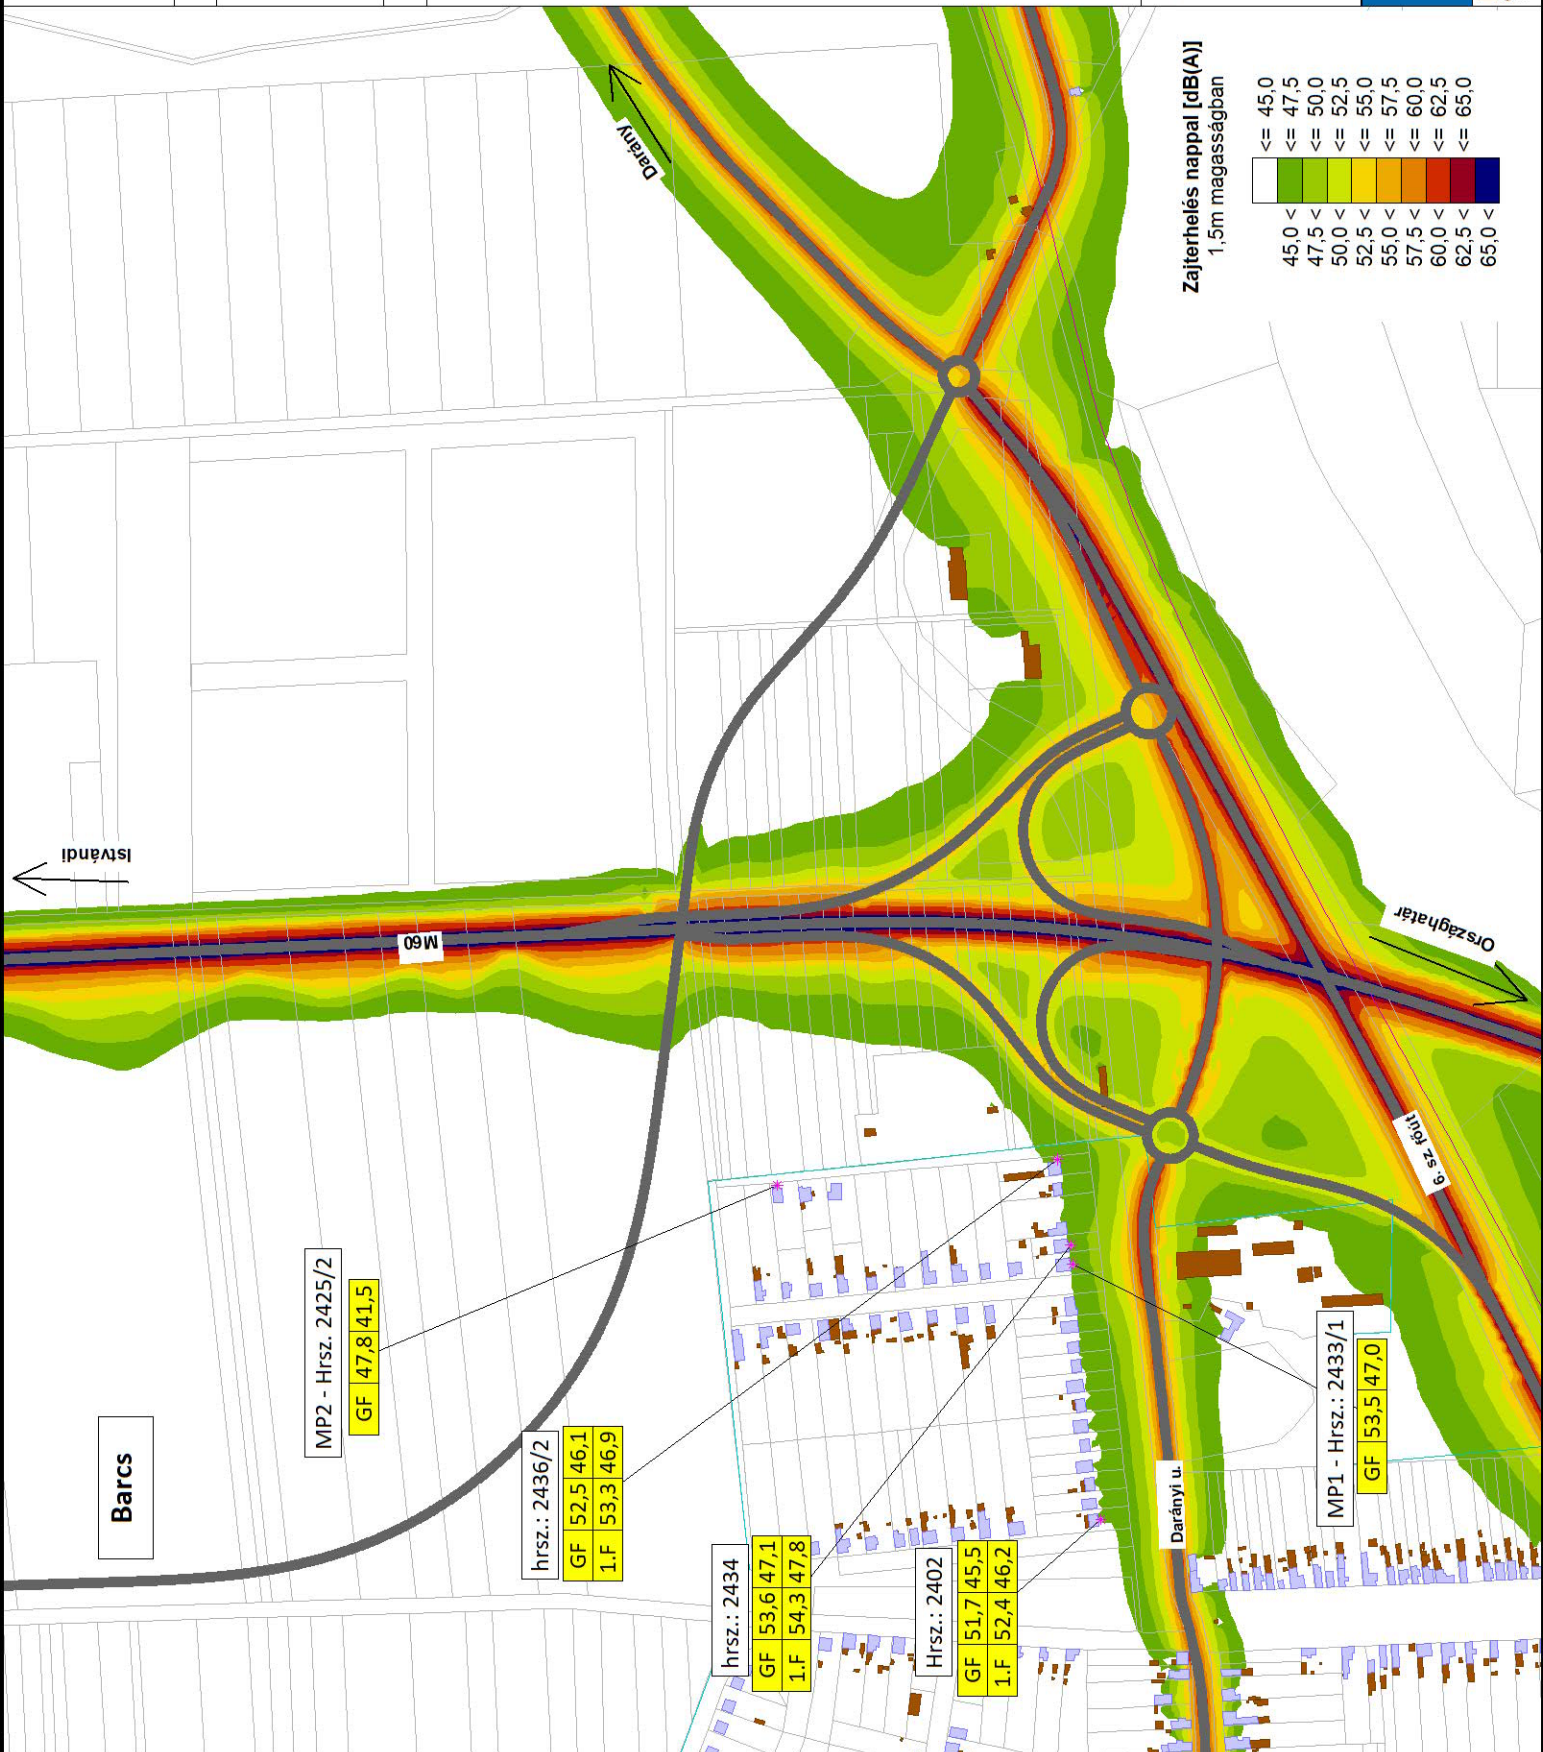 Barcs
MP2 - Hrsz. 2425/2
GF 47,8 41,5
hrsz.: 2436/2
GF 52,5 46,1
1.F 53,3 46,9
hrsz.: 2434
GF 53,6 47,1
1.F 54,3 47,8
Hrsz.: 2402
GF 51,7 45,5
1.F 52,4 46,2
MP1 - Hrsz.: 2433/1
GF 53,5 47,0
Darányi u.
6. sz. főút
Országhatár
M60
Istvándi
Darány
Zajterhelés nappal [dB(A)]
1,5m magasságban
<= 45,0
45,0 < <= 47,5
47,5 < <= 50,0
50,0 < <= 52,5
52,5 < <= 55,0
55,0 < <= 57,5
57,5 < <= 60,0
60,0 < <= 62,5
62,5 < <= 65,0
65,0 <